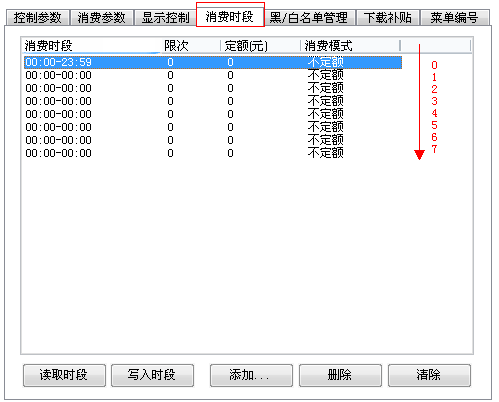 控制参数 消费参数 显示控制 消费时段 黑/白名单管理 下载补贴 菜单编号
消费时段 限次 定额(元) 消费模式
00:00-23:59 0 0 不定额 0
00:00-00:00 0 0 不定额 1
00:00-00:00 0 0 不定额 2
00:00-00:00 0 0 不定额 3
00:00-00:00 0 0 不定额 4
00:00-00:00 0 0 不定额 5
00:00-00:00 0 0 不定额 6
00:00-00:00 0 0 不定额 7
读取时段 写入时段 添加... 删除 清除